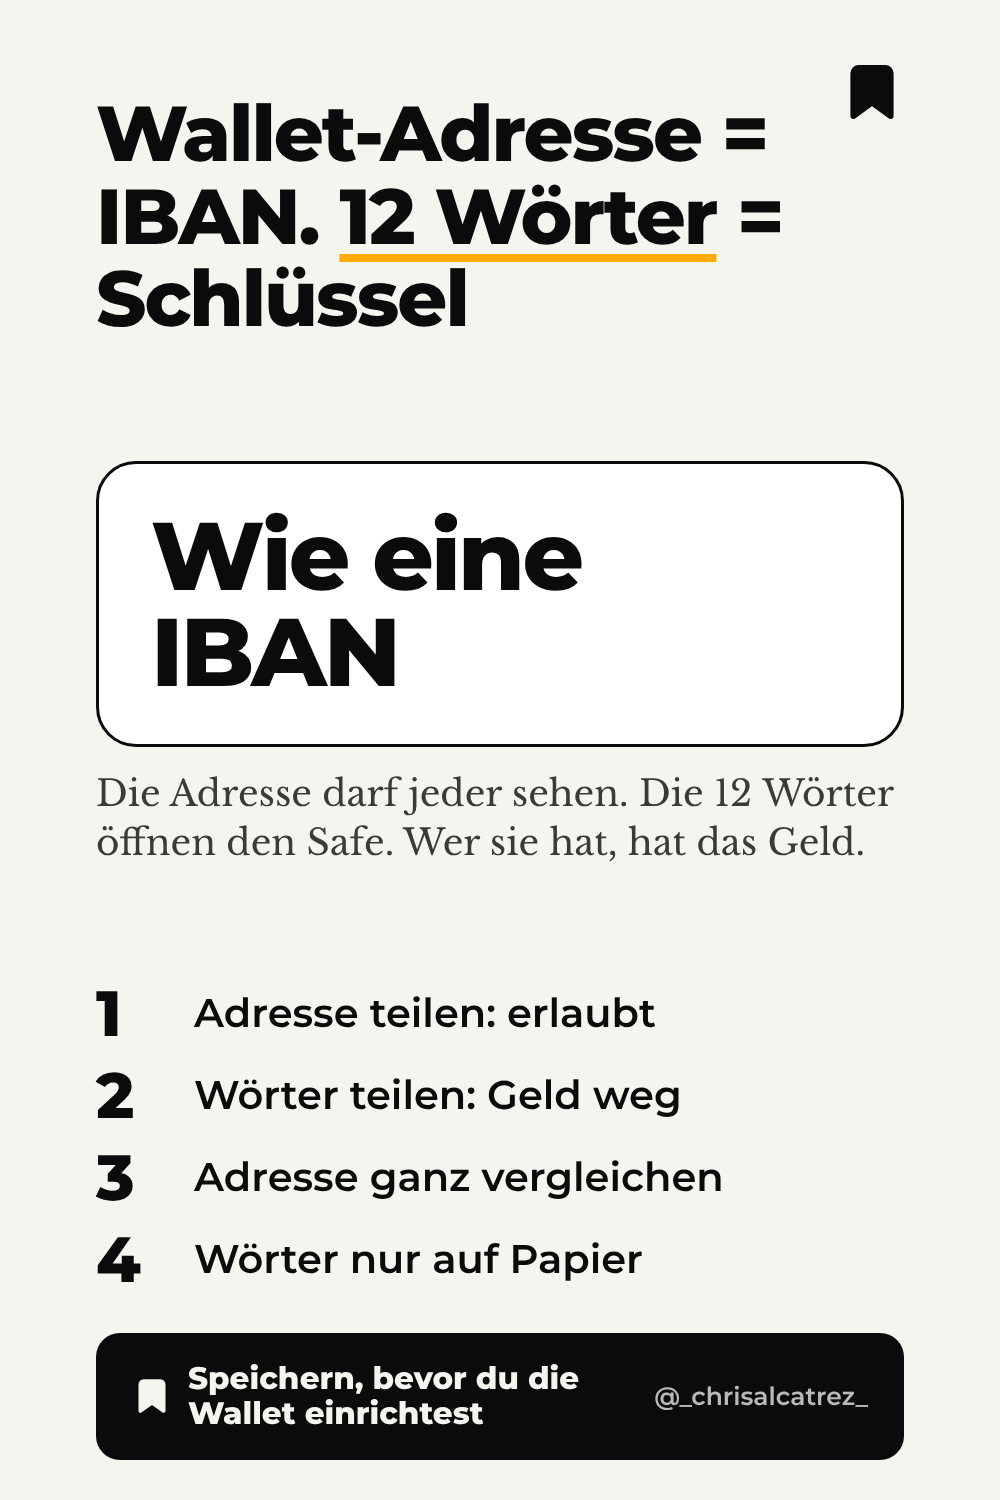 Wallet-Adresse =
IBAN. 12 Wörter =
Schlüssel
Wie eine
IBAN
Die Adresse darf jeder sehen. Die 12 Wörter
öffnen den Safe. Wer sie hat, hat das Geld.
1 Adresse teilen: erlaubt
2 Wörter teilen: Geld weg
3 Adresse ganz vergleichen
4 Wörter nur auf Papier
Speichern, bevor du die
Wallet einrichtest
@_chrisalcatrez_